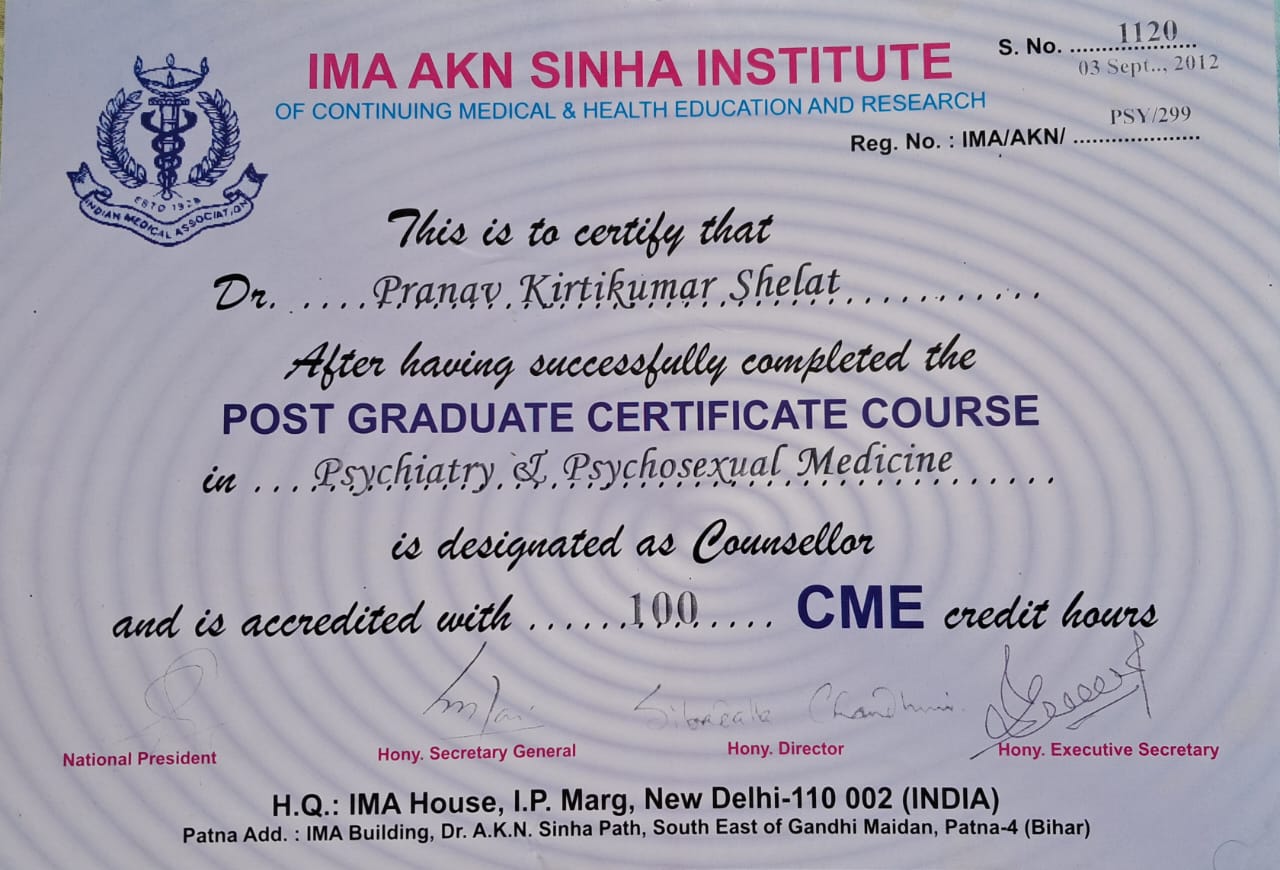 IMA AKN SINHA INSTITUTE
OF CONTINUING MEDICAL & HEALTH EDUCATION AND RESEARCH
S. No. ..................
1120
03 Sept.., 2012
PSY/299
Reg. No. : IMA/AKN/ ....................
ESTD 1928
INDIAN MEDICAL ASSOCIATION
This is to certify that
Dr. .....Pranav Kirtikumar Shelat..............
After having successfully completed the
POST GRADUATE CERTIFICATE COURSE
in ....Psychiatry & Psychosexual Medicine........
is designated as Counsellor
and is accredited with ......100...... CME credit hours
National President
Hony. Secretary General
Hony. Director
Hony. Executive Secretary
H.Q.: IMA House, I.P. Marg, New Delhi-110 002 (INDIA)
Patna Add. : IMA Building, Dr. A.K.N. Sinha Path, South East of Gandhi Maidan, Patna-4 (Bihar)